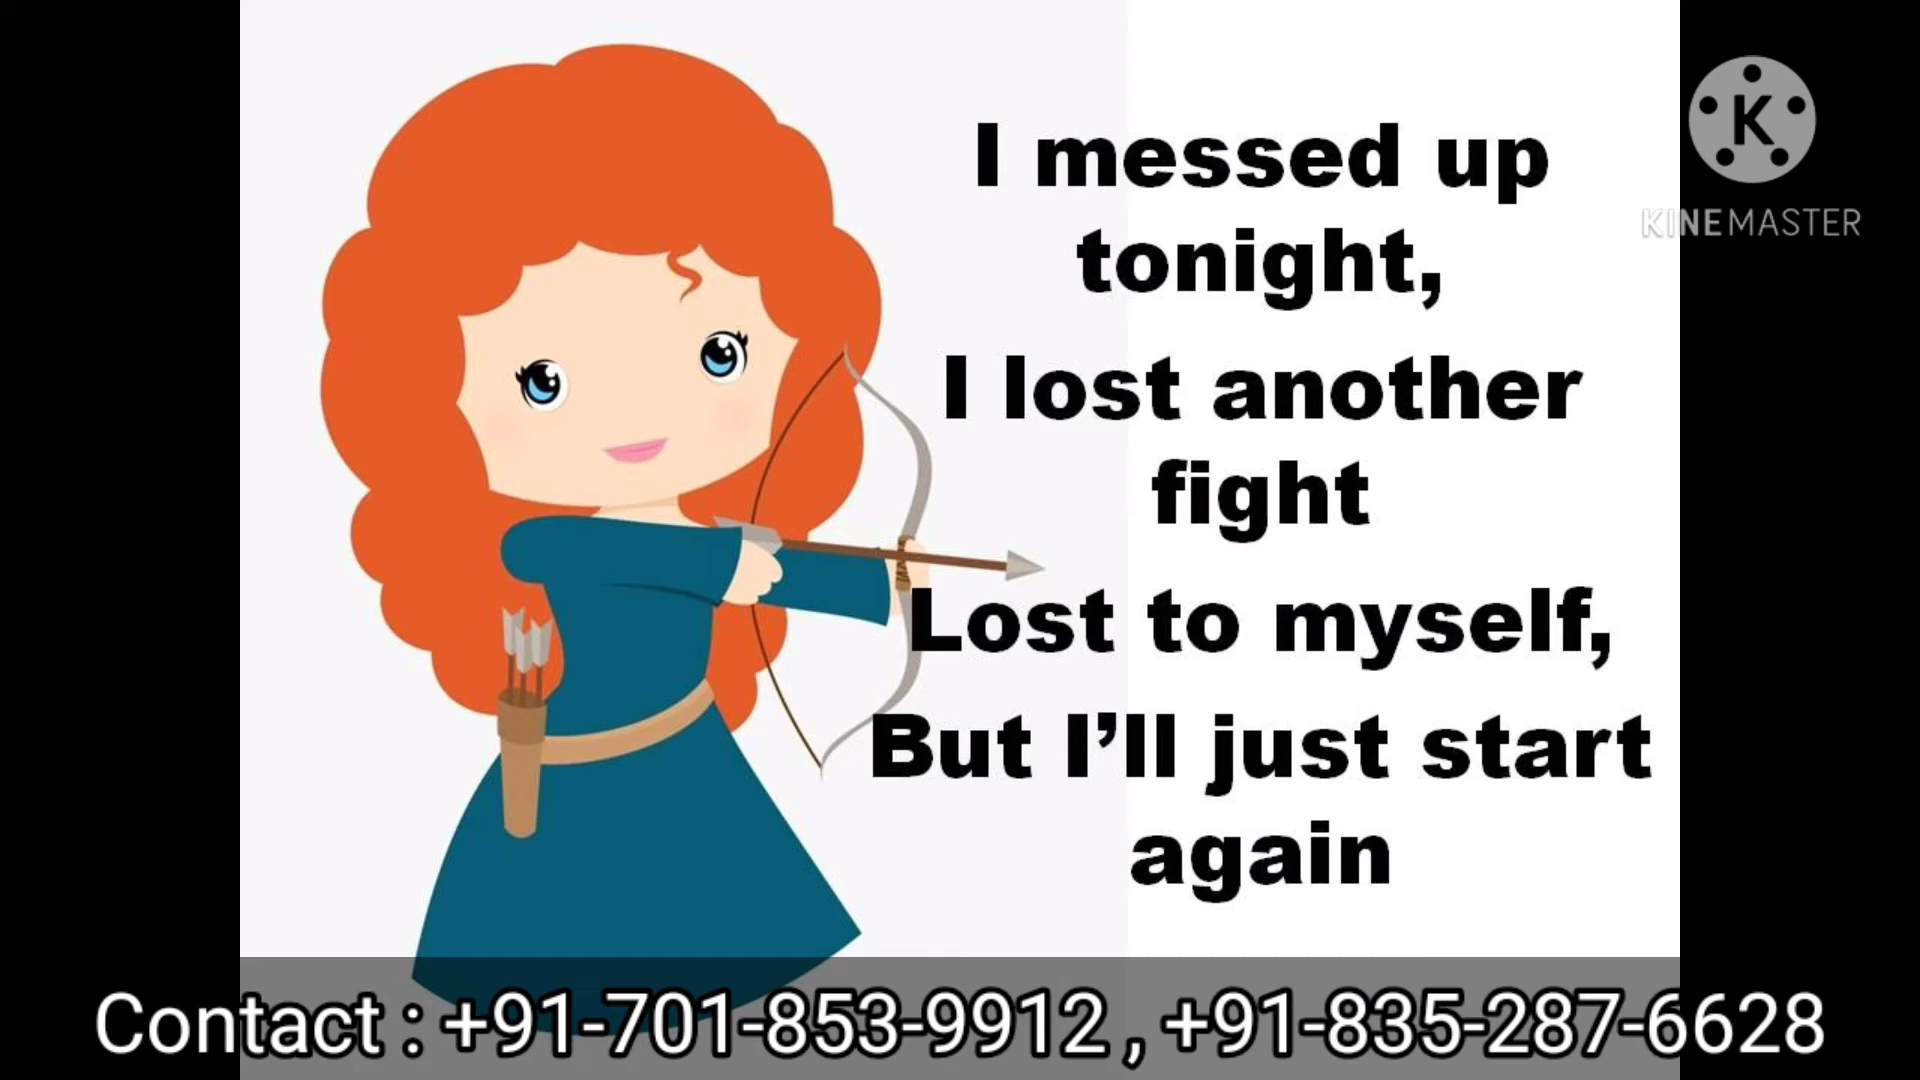 I messed up
tonight,
I lost another
fight
Lost to myself,
But I’ll just start
again
K
KINEMASTER
Contact : +91-701-853-9912 , +91-835-287-6628